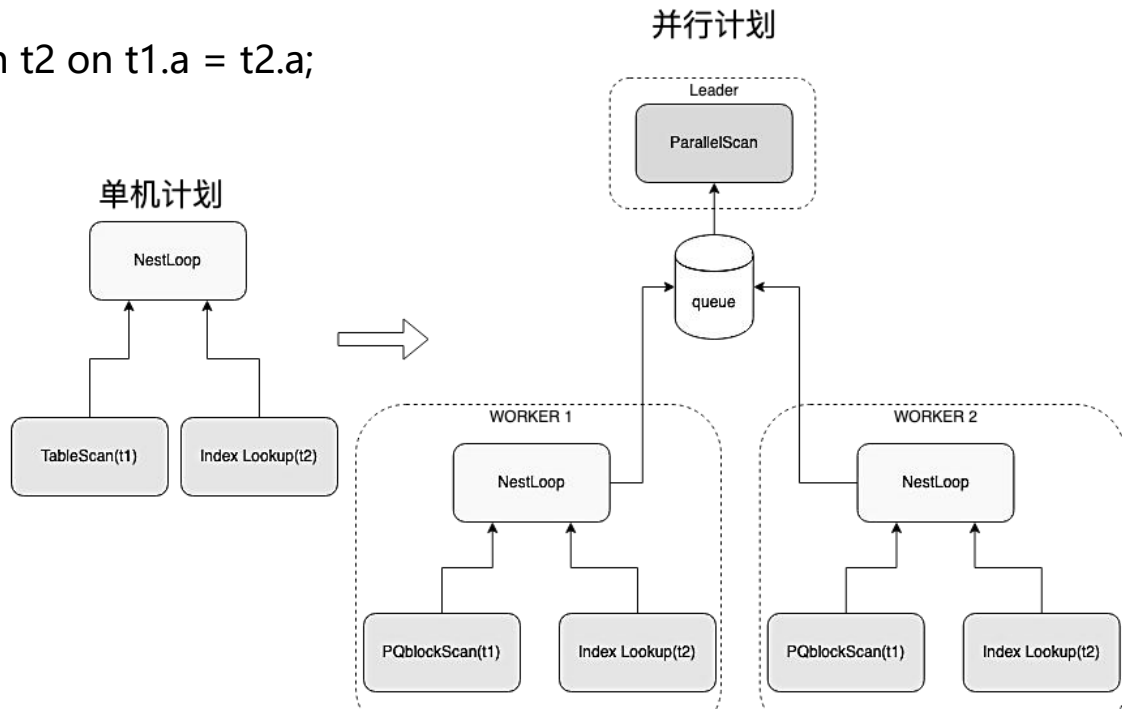 n t2 on t1.a = t2.a;
并行计划
Leader
ParallelScan
单机计划
NestLoop
queue
TableScan(t1)
Index Lookup(t2)
WORKER 1
NestLoop
PQblockScan(t1)
Index Lookup(t2)
WORKER 2
NestLoop
PQblockScan(t1)
Index Lookup(t2)